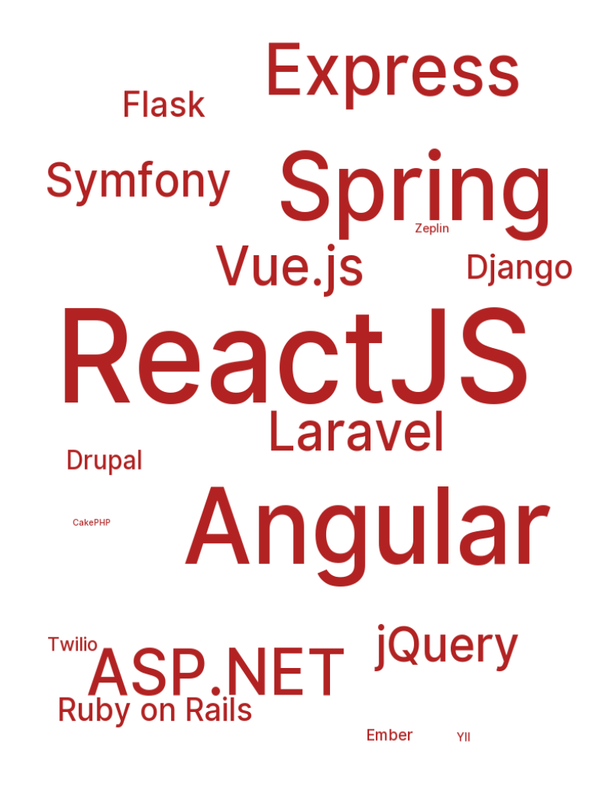 Express
Flask
Symfony
Spring
Zeplin
Vue.js
Django
ReactJS
Laravel
Drupal
Angular
CakePHP
jQuery
Twilio
ASP.NET
Ruby on Rails
Ember
YII